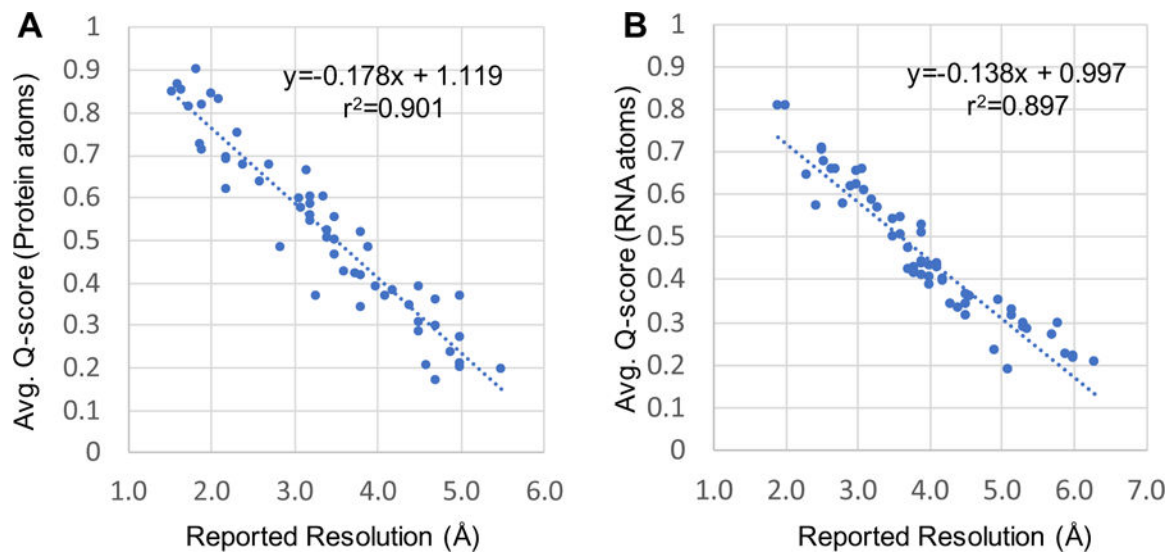 A
y=-0.178x + 1.119
r²=0.901
Avg. Q-score (Protein atoms)
1
0.9
0.8
0.7
0.6
0.5
0.4
0.3
0.2
0.1
0
1.0 2.0 3.0 4.0 5.0 6.0
Reported Resolution (Å)
B
y=-0.138x + 0.997
r²=0.897
Avg. Q-score (RNA atoms)
1
0.9
0.8
0.7
0.6
0.5
0.4
0.3
0.2
0.1
0
1.0 2.0 3.0 4.0 5.0 6.0 7.0
Reported Resolution (Å)